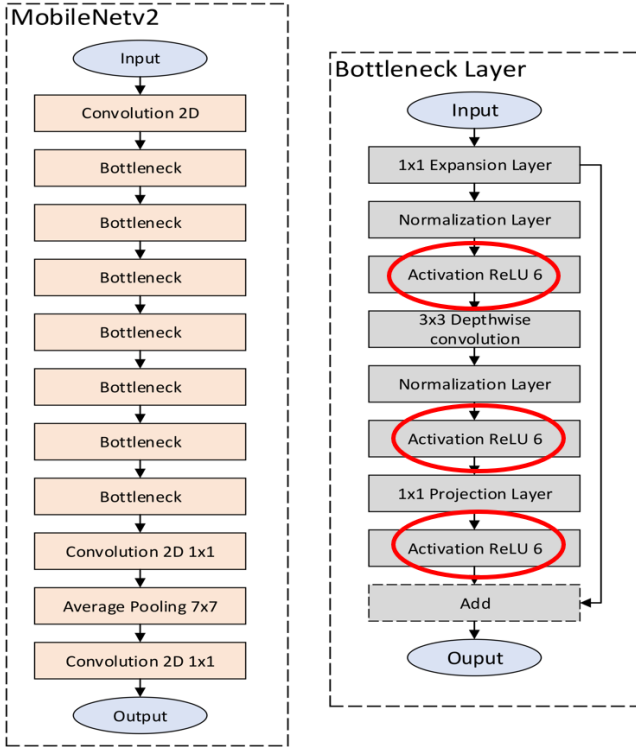 MobileNetv2
Input
Convolution 2D
Bottleneck
Bottleneck
Bottleneck
Bottleneck
Bottleneck
Bottleneck
Bottleneck
Convolution 2D 1x1
Average Pooling 7x7
Convolution 2D 1x1
Output
Bottleneck Layer
Input
1x1 Expansion Layer
Normalization Layer
Activation ReLU 6
3x3 Depthwise
convolution
Normalization Layer
Activation ReLU 6
1x1 Projection Layer
Activation ReLU 6
Add
Ouput